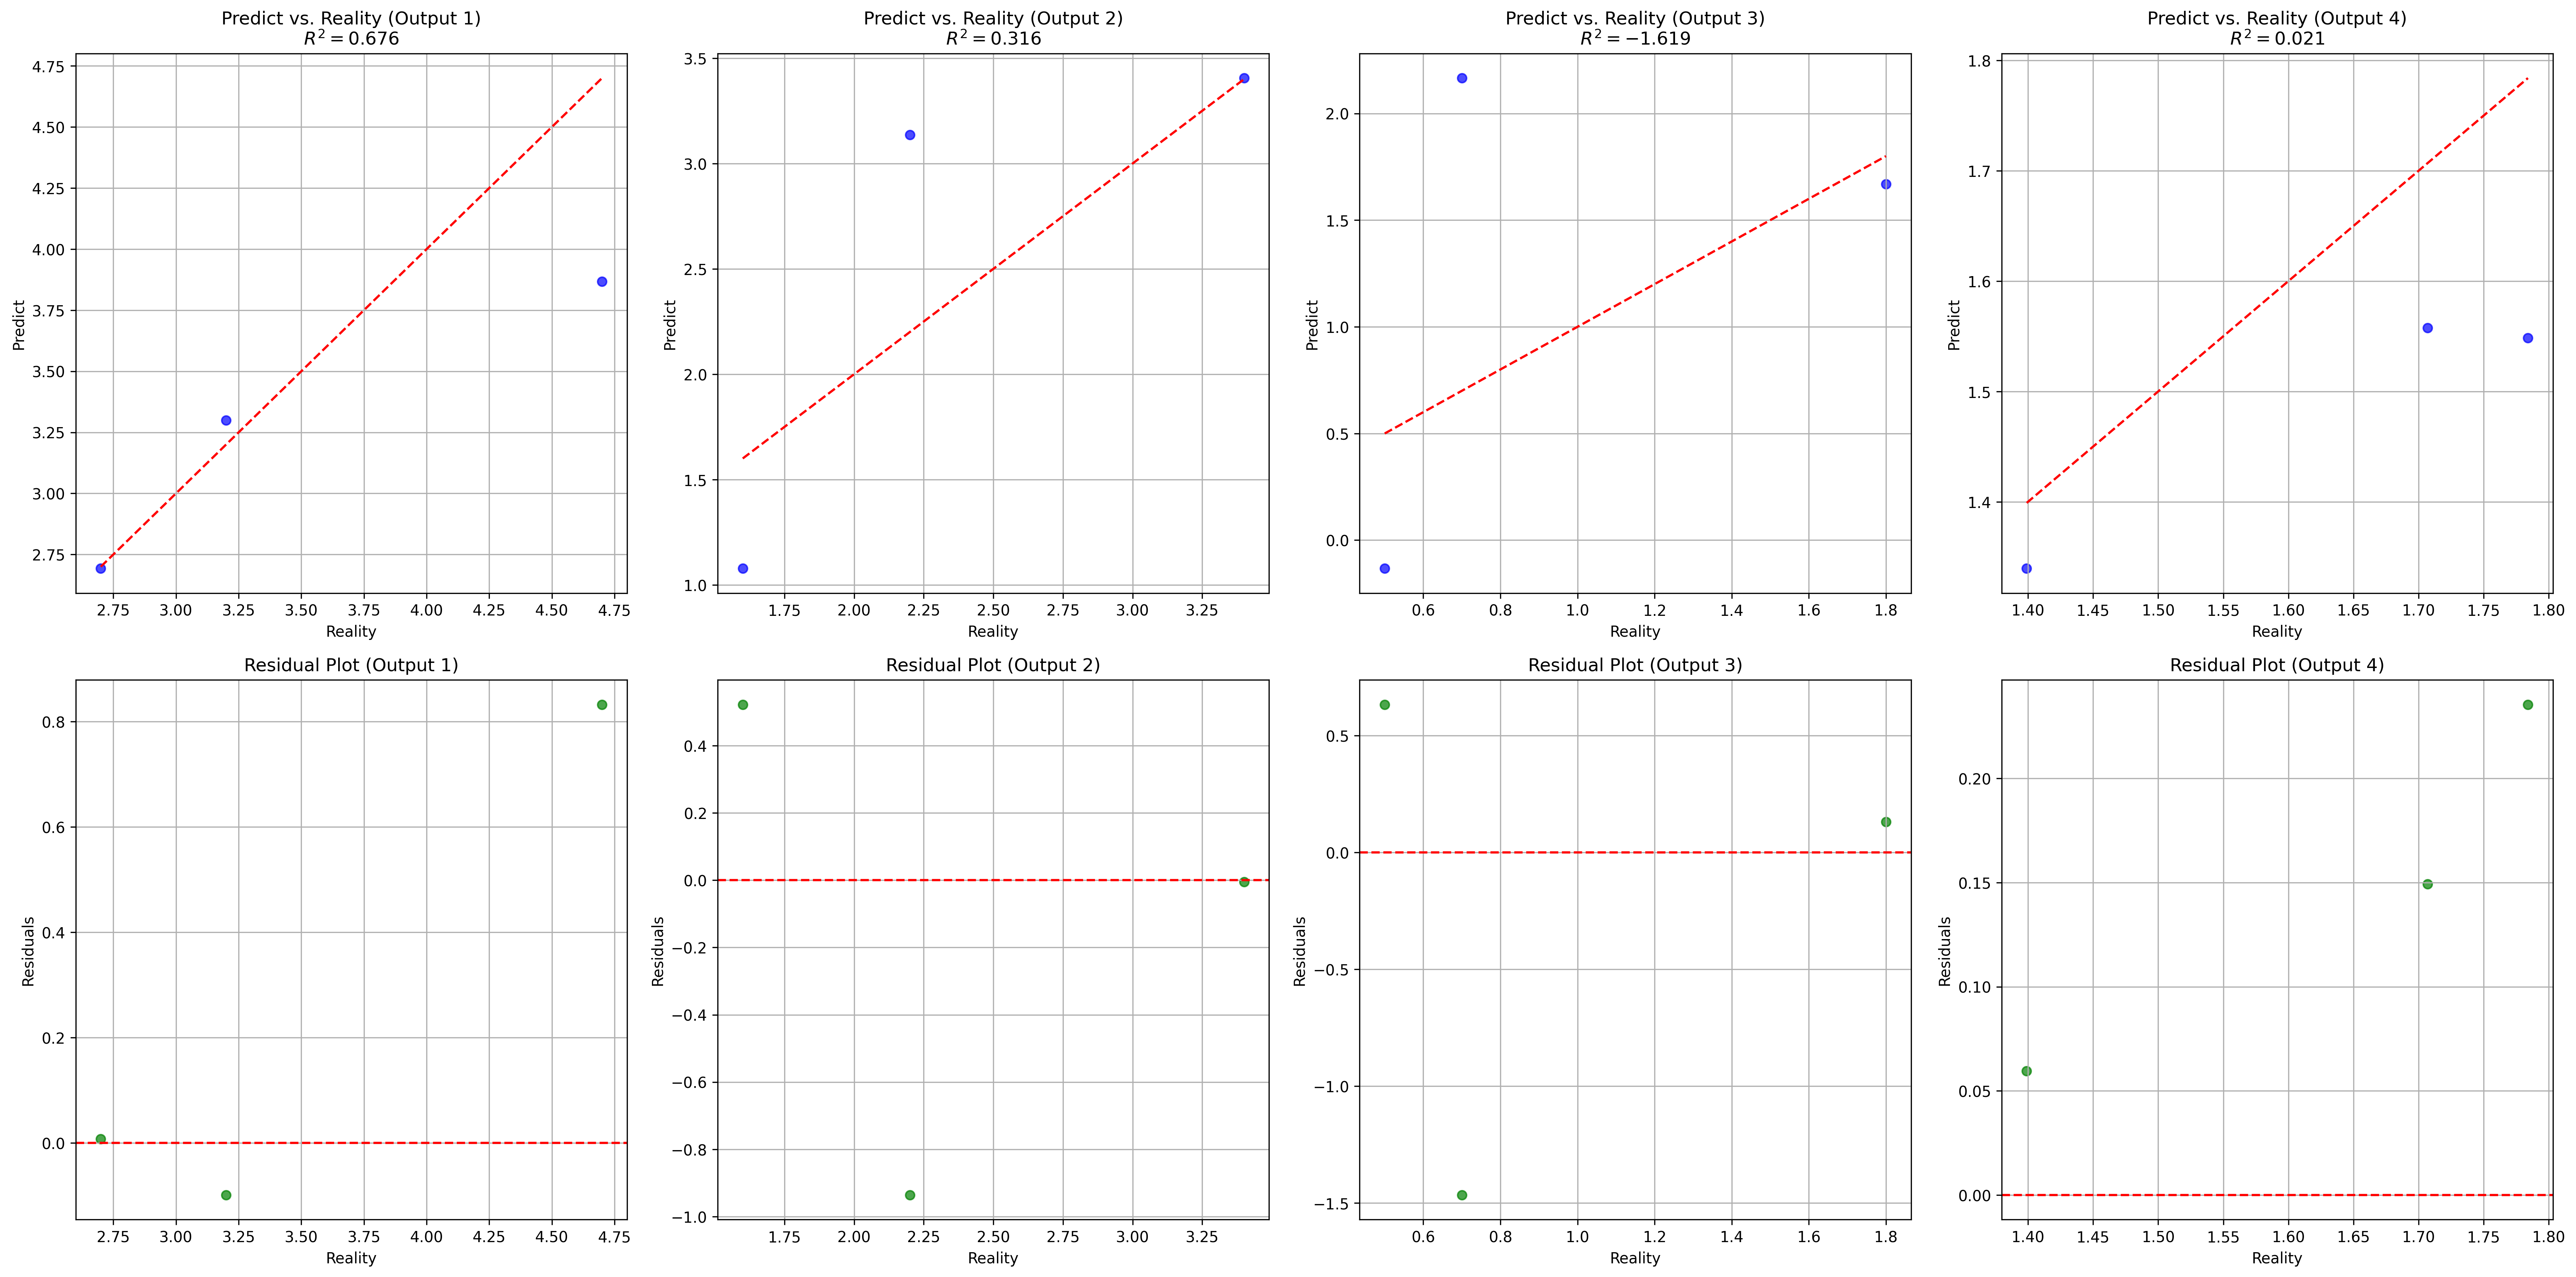 Predict vs. Reality (Output 1)
R² = 0.676
4.75
4.50
4.25
4.00
3.75
3.50
3.25
3.00
2.75
Predict
2.75 3.00 3.25 3.50 3.75 4.00 4.25 4.50 4.75
Reality
Predict vs. Reality (Output 2)
R² = 0.316
3.5
3.0
2.5
2.0
1.5
1.0
Predict
1.75 2.00 2.25 2.50 2.75 3.00 3.25
Reality
Predict vs. Reality (Output 3)
R² = −1.619
2.0
1.5
1.0
0.5
0.0
Predict
0.6 0.8 1.0 1.2 1.4 1.6 1.8
Reality
Predict vs. Reality (Output 4)
R² = 0.021
1.8
1.7
1.6
1.5
1.4
Predict
1.40 1.45 1.50 1.55 1.60 1.65 1.70 1.75 1.80
Reality
Residual Plot (Output 1)
0.8
0.6
0.4
0.2
0.0
Residuals
2.75 3.00 3.25 3.50 3.75 4.00 4.25 4.50 4.75
Reality
Residual Plot (Output 2)
0.4
0.2
0.0
−0.2
−0.4
−0.6
−0.8
−1.0
Residuals
1.75 2.00 2.25 2.50 2.75 3.00 3.25
Reality
Residual Plot (Output 3)
0.5
0.0
−0.5
−1.0
−1.5
Residuals
0.6 0.8 1.0 1.2 1.4 1.6 1.8
Reality
Residual Plot (Output 4)
0.20
0.15
0.10
0.05
0.00
Residuals
1.40 1.45 1.50 1.55 1.60 1.65 1.70 1.75 1.80
Reality